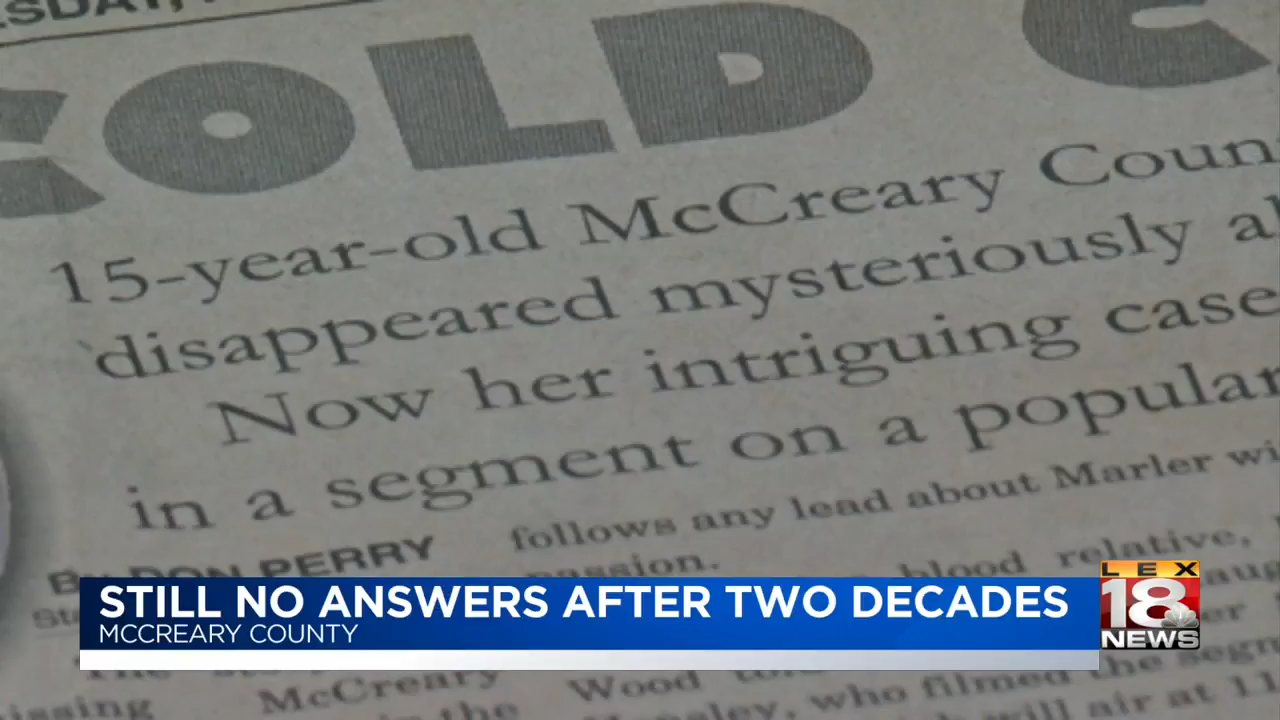 COLD C
15-year-old McCreary Coun
disappeared mysteriously
Now her intriguing case
in a segment on a popular
By DON PERRY
follows any lead about Marler
passion.
blood relative,
STILL NO ANSWERS AFTER TWO DECADES
MCCREARY COUNTY
LEX
18
NEWS
McCreary
Wood
who filmed the
will air at 11
in the